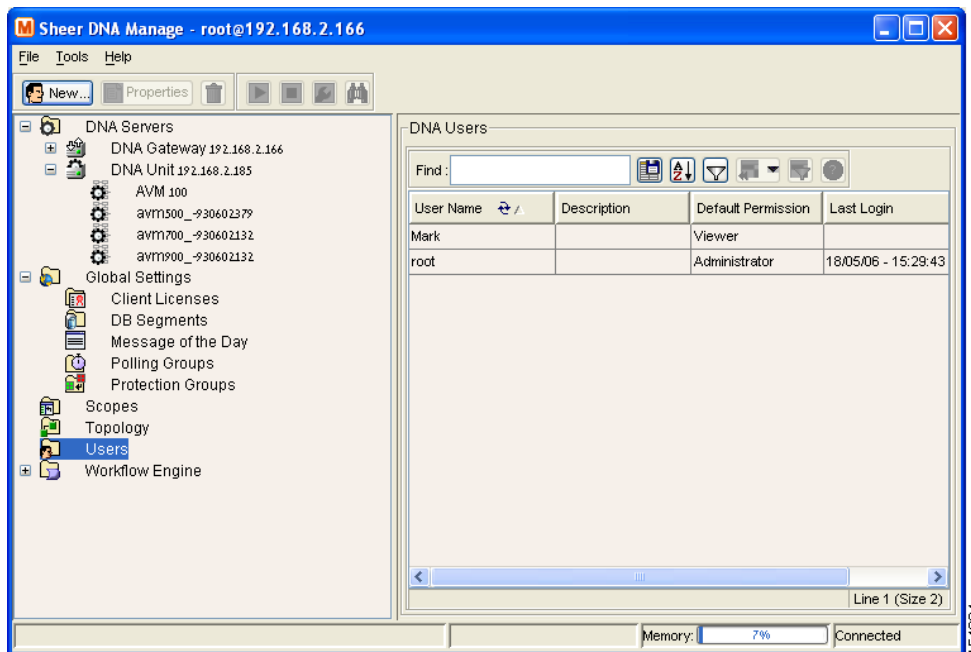 Sheer DNA Manage - root@192.168.2.166
File Tools Help
New... Properties
DNA Servers
DNA Gateway 192.168.2.166
DNA Unit 192.168.2.185
AVM 100
avm500_-930602379
avm700_-930602132
avm900_-930602132
Global Settings
Client Licenses
DB Segments
Message of the Day
Polling Groups
Protection Groups
Scopes
Topology
Users
Workflow Engine
DNA Users
Find :
User Name Description Default Permission Last Login
Mark Viewer
root Administrator 18/05/06 - 15:29:43
Line 1 (Size 2)
Memory: 7% Connected